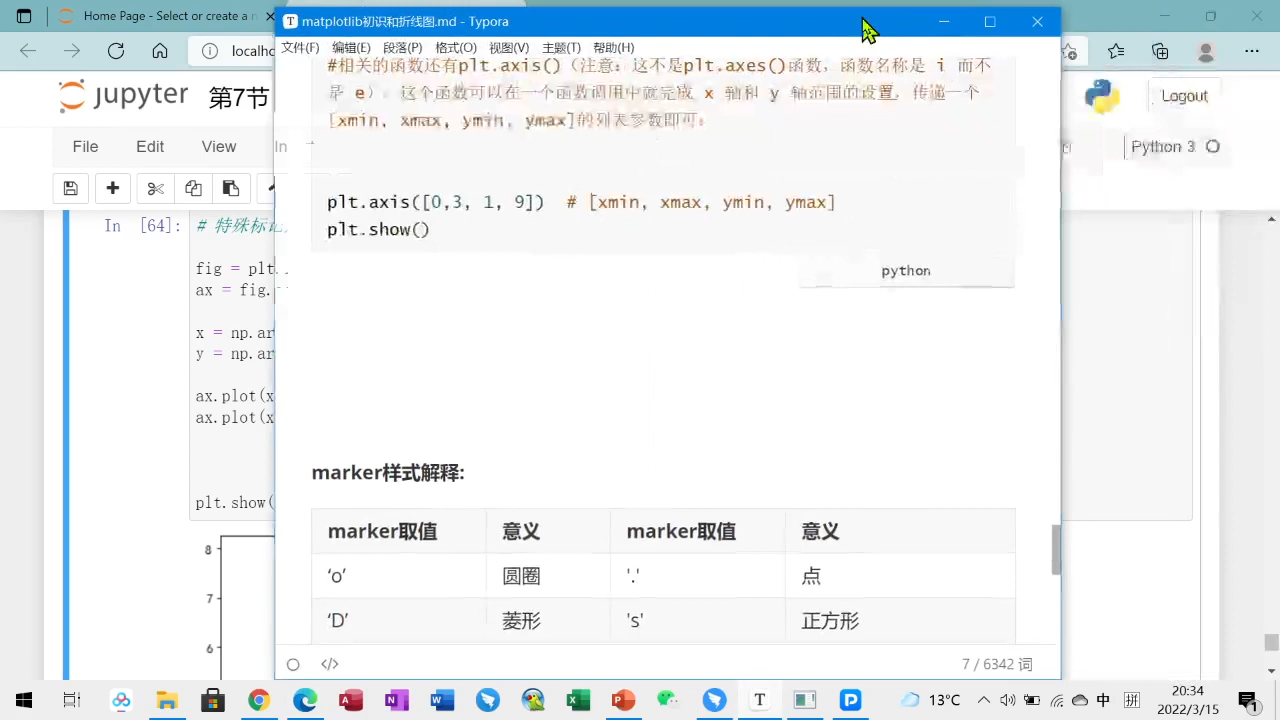 Home Page - Select or create a
matplotlib初识和折线图.md - Typora
文件(F) 编辑(E) 段落(P) 格式(O) 视图(V) 主题(T) 帮助(H)
localho
jupyter 第7节
Logout
File Edit View In
Python 3
#相关的函数还有plt.axis()（注意：这不是plt.axes()函数，函数名称是 i 而不
是 e）。这个函数可以在一个函数调用中就完成 x 轴和 y 轴范围的设置，传递一个
[xmin, xmax, ymin, ymax]的列表参数即可：
plt.axis([0,3, 1, 9]) # [xmin, xmax, ymin, ymax]
plt.show()
python
In [64]: # 特殊标记
fig = plt.
ax = fig.
x = np.ar
y = np.ar
ax.plot(x
ax.plot(x
plt.show(
8
7
6
marker样式解释:
marker取值 意义 marker取值 意义
‘o’ 圆圈 '.' 点
‘D’ 菱形 's' 正方形
7 / 6342 词
13°C
中
拼
20:34
2022/3/15
1